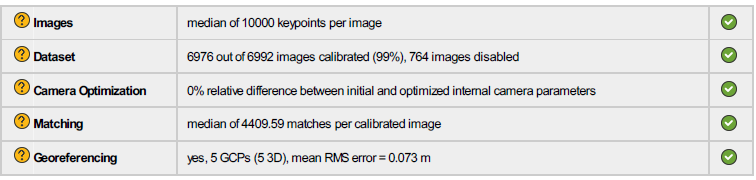 Images median of 10000 keypoints per image
Dataset 6976 out of 6992 images calibrated (99%), 764 images disabled
Camera Optimization 0% relative difference between initial and optimized internal camera parameters
Matching median of 4409.59 matches per calibrated image
Georeferencing yes, 5 GCPs (5 3D), mean RMS error = 0.073 m